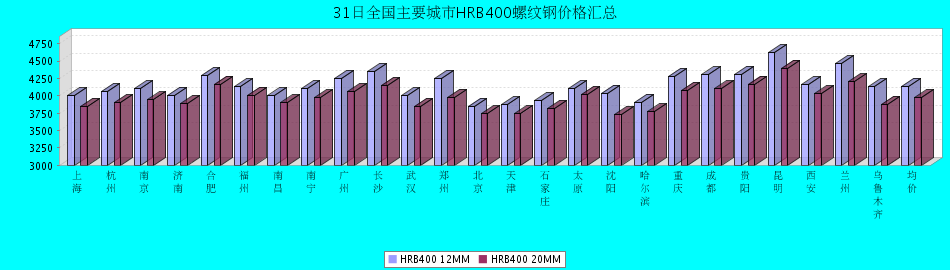 31日全国主要城市HRB400螺纹钢价格汇总
4750
4500
4250
4000
3750
3500
3250
3000
上海
杭州
南京
济南
合肥
福州
南昌
南宁
广州
长沙
武汉
郑州
北京
天津
石家庄
太原
沈阳
哈尔滨
重庆
成都
贵阳
昆明
西安
兰州
乌鲁木齐
均价
HRB400 12MM
HRB400 20MM